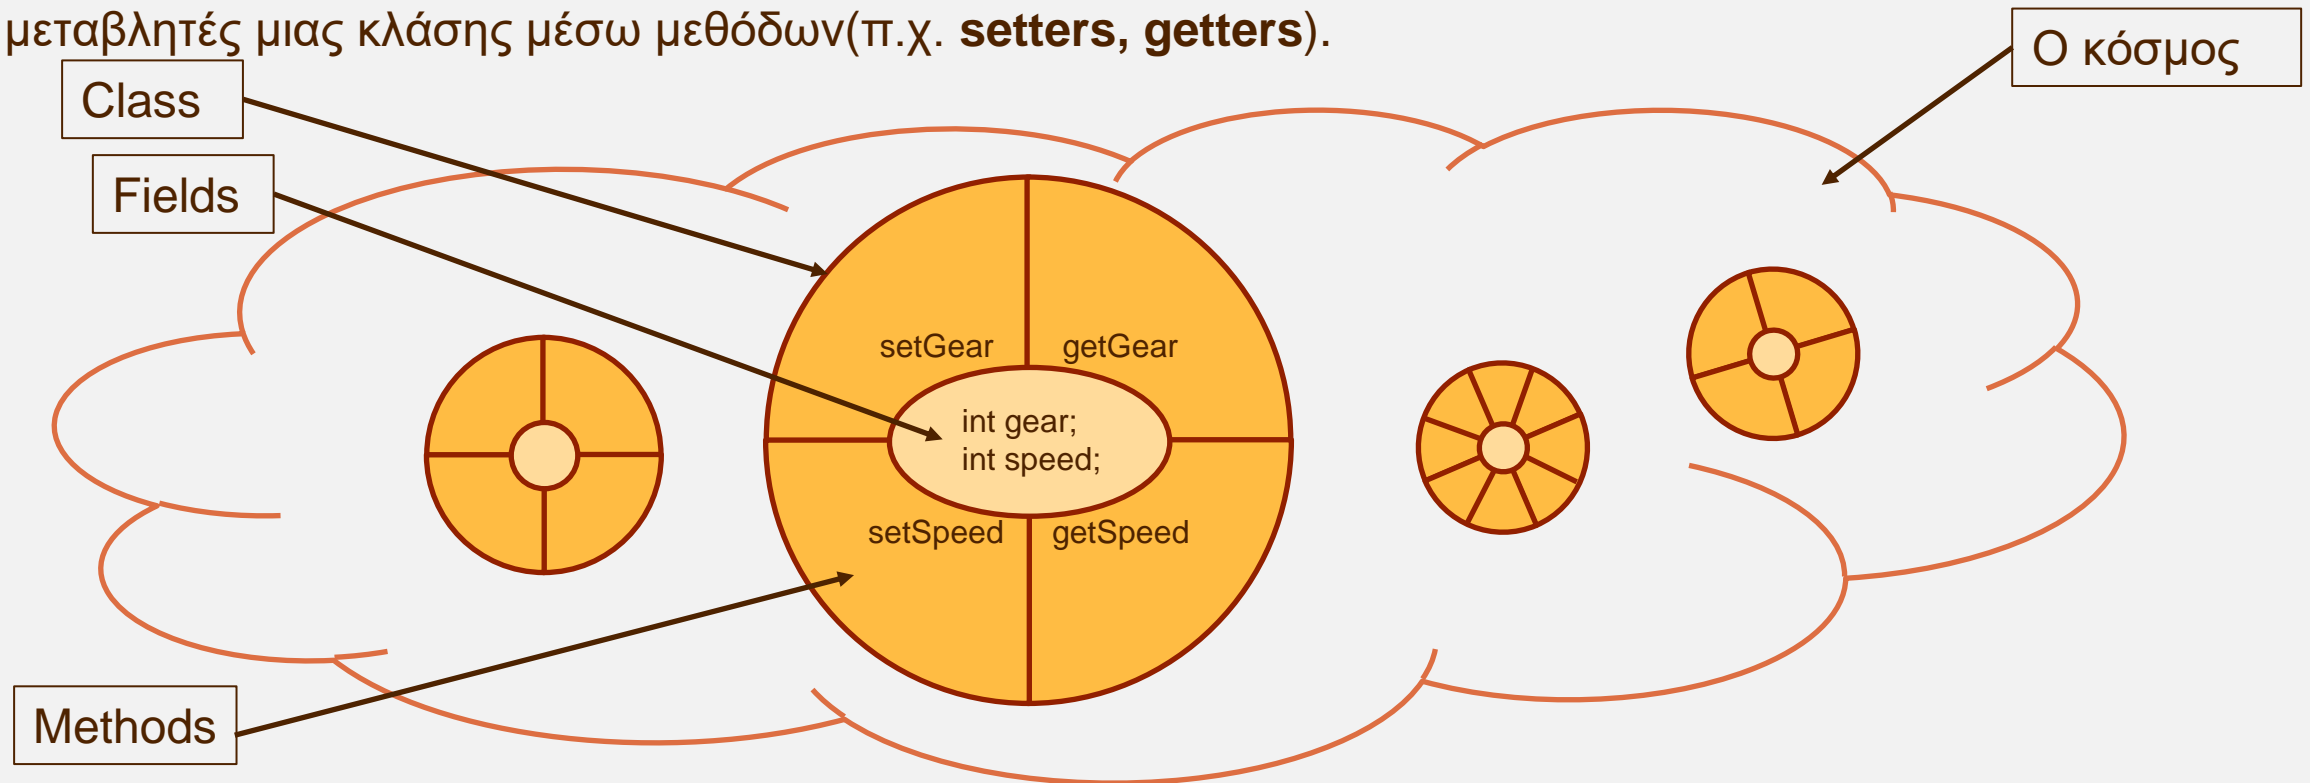 μεταβλητές μιας κλάσης μέσω μεθόδων(π.χ. setters, getters).
Ο κόσμος
Class
Fields
setGear getGear
int gear;
int speed;
setSpeed getSpeed
Methods